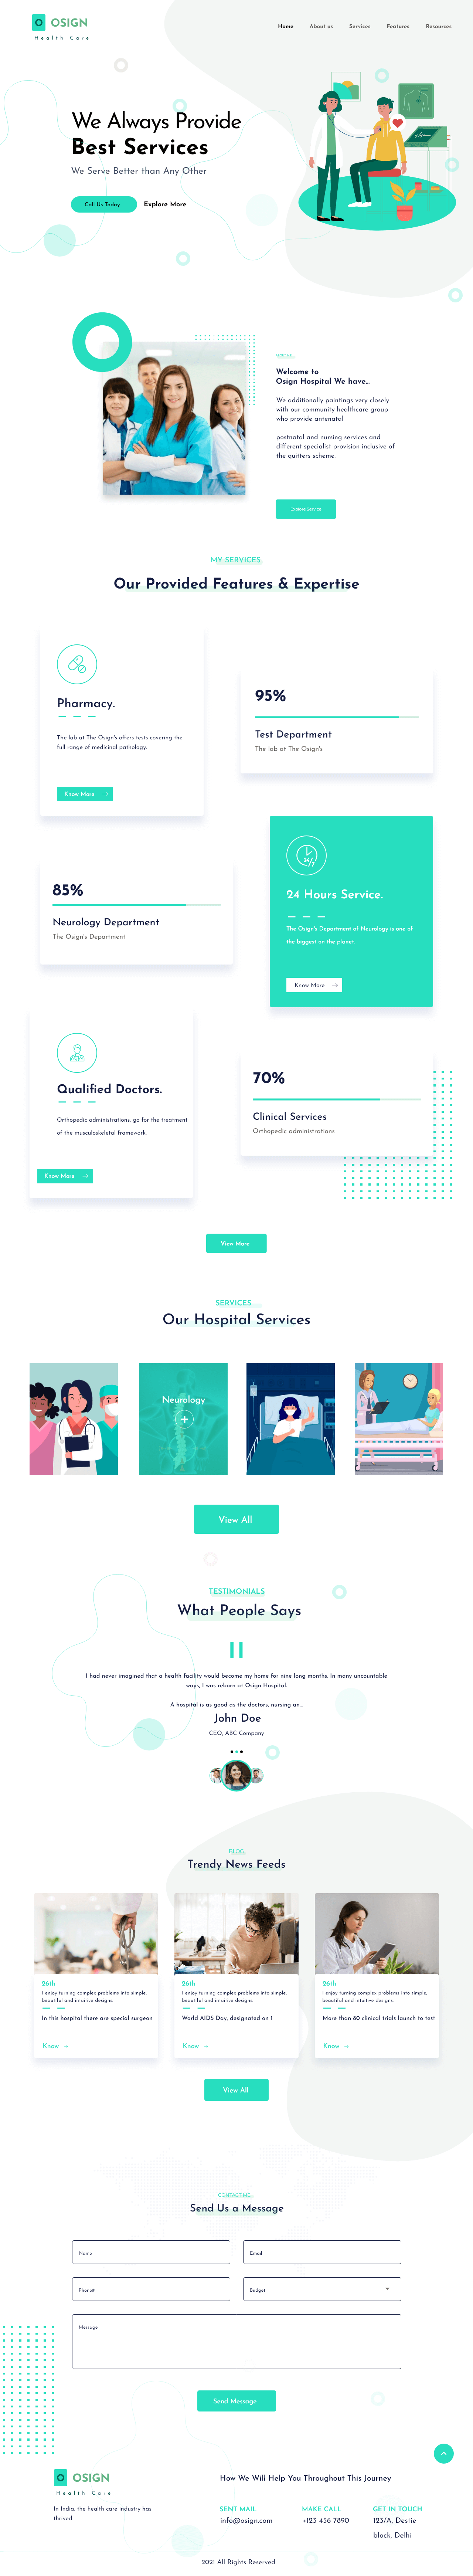 O OSIGN
Health Care
Home About us Services Features Resources
We Always Provide
Best Services
We Serve Better than Any Other
Call Us Today Explore More
Welcome to
Osign Hospital We have...
We additionally paintings very closely
with our community healthcare group
who provide antenatal
postnatal and nursing services and
different specialist provision inclusive of
the quitters scheme.
Explore Service
MY SERVICES
Our Provided Features & Expertise
Pharmacy.
The lab at The Osign's offers tests covering the
full range of medicinal pathology.
Know More
95%
Test Department
The lab at The Osign's
85%
Neurology Department
The Osign's Department
24/7
24 Hours Service.
The Osign's Department of Neurology is one of
the biggest on the planet.
Know More
Qualified Doctors.
Orthopedic administrations, go for the treatment
of the musculoskeletal framework.
Know More
70%
Clinical Services
Orthopedic administrations
View More
SERVICES
Our Hospital Services
Neurology
+
View All
TESTIMONIALS
What People Says
I had never imagined that a health facility would become my home for nine long months. In many uncountable
ways, I was reborn at Osign Hospital.
A hospital is as good as the doctors, nursing an...
John Doe
CEO, ABC Company
BLOG
Trendy News Feeds
26th
I enjoy turning complex problems into simple,
beautiful and intuitive designs.
In this hospital there are special surgeon
Know
26th
I enjoy turning complex problems into simple,
beautiful and intuitive designs.
World AIDS Day, designated on 1
Know
26th
I enjoy turning complex problems into simple,
beautiful and intuitive designs.
More than 80 clinical trials launch to test
Know
View All
Send Us a Message
Name Email
Phone# Budget
Message
Send Message
O OSIGN
Health Care
In India, the health care industry has
thrived
How We Will Help You Throughout This Journey
SENT MAIL
info@osign.com
MAKE CALL
+123 456 7890
GET IN TOUCH
123/A, Destie
block, Delhi
2021 All Rights Reserved